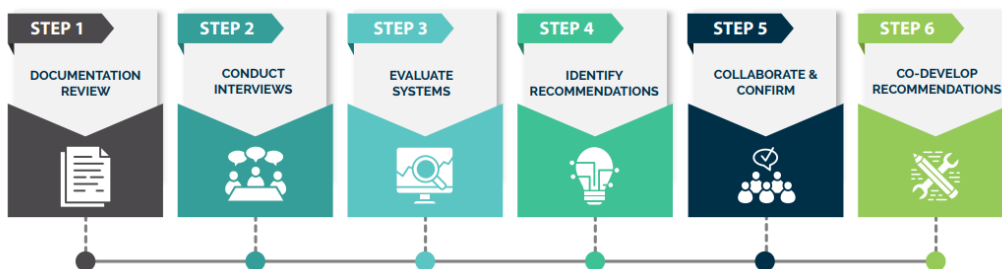 STEP 1
DOCUMENTATION
REVIEW
STEP 2
CONDUCT
INTERVIEWS
STEP 3
EVALUATE
SYSTEMS
STEP 4
IDENTIFY
RECOMMENDATIONS
STEP 5
COLLABORATE &
CONFIRM
STEP 6
CO-DEVELOP
RECOMMENDATIONS